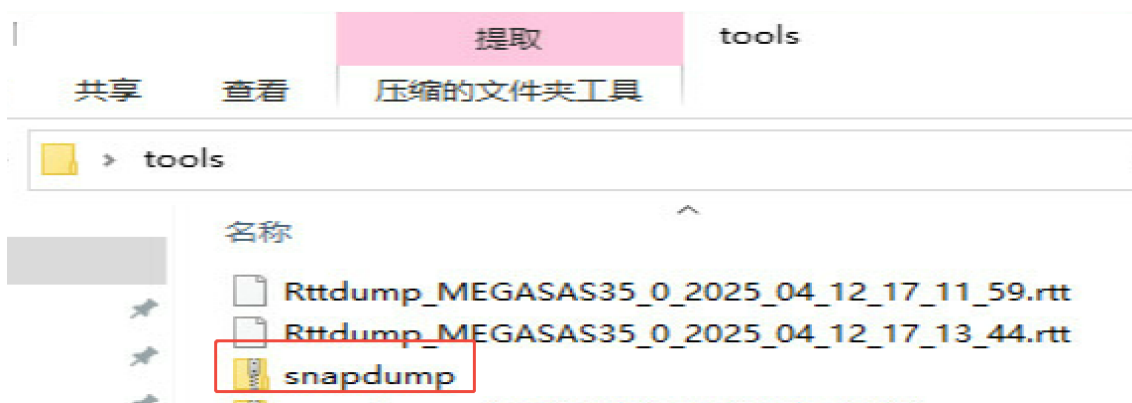 提取 tools
共享 查看 压缩的文件夹工具
> tools
名称
Rttdump_MEGASAS35_0_2025_04_12_17_11_59.rtt
Rttdump_MEGASAS35_0_2025_04_12_17_13_44.rtt
snapdump